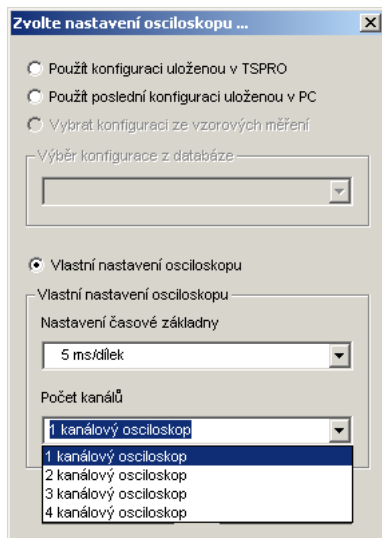 Zvolte nastavení osciloskopu ...
Použít konfiguraci uloženou v TSPRO
Použít poslední konfiguraci uloženou v PC
Vybrat konfiguraci ze vzorových měření
Výběr konfigurace z databáze
Vlastní nastavení osciloskopu
Vlastní nastavení osciloskopu
Nastavení časové základny
5 ms/dílek
Počet kanálů
1 kanálový osciloskop
1 kanálový osciloskop
2 kanálový osciloskop
3 kanálový osciloskop
4 kanálový osciloskop